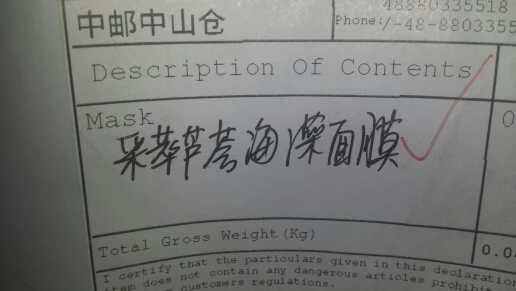 中邮中山仓
48880335518
Phone:/-48-8803355
Description Of Contents
Mask
采萃芦荟海藻面膜
Total Gross Weight(Kg)
0.0
I certify that the particulars given in this declaration
item does not contain any dangerous articles prohib
customers regulations.